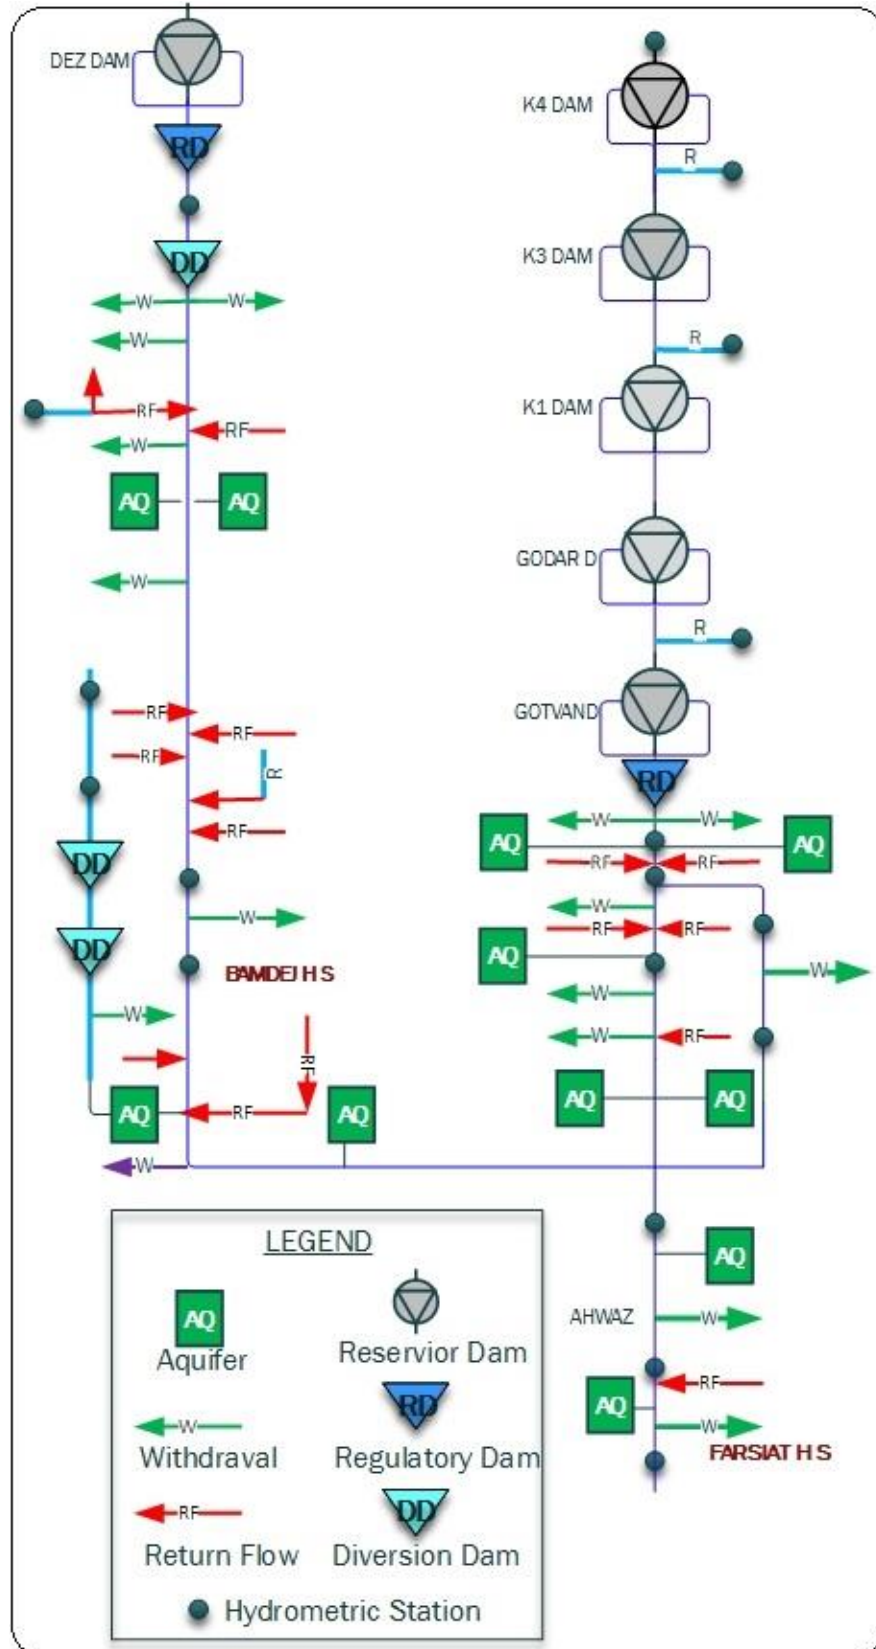 DEZ DAM
RD
DD
W
W
W
RF
RF
W
AQ
AQ
W
RF
RF
RF
R
RF
DD
DD
W
BAMDEJ H S
W
RF
RF
AQ
AQ
W
K4 DAM
R
K3 DAM
R
K1 DAM
GODAR D
R
GOTVAND
RD
W
W
AQ
AQ
RF
RF
W
RF
RF
AQ
W
W
W
RF
AQ
AQ
AQ
AHWAZ
W
RF
AQ
W
FARSIAT H S
LEGEND
AQ
Aquifer
Reservior Dam
RD
W
Withdraval
Regulatory Dam
RF
DD
Return Flow
Diversion Dam
Hydrometric Station